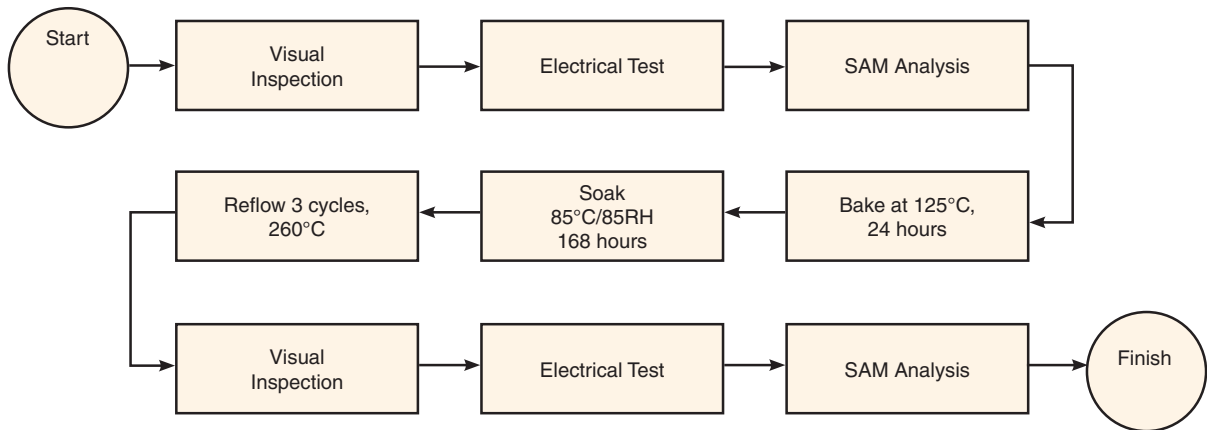 Start
Visual
Inspection
Electrical Test
SAM Analysis
Bake at 125°C,
24 hours
Soak
85°C/85RH
168 hours
Reflow 3 cycles,
260°C
Visual
Inspection
Electrical Test
SAM Analysis
Finish